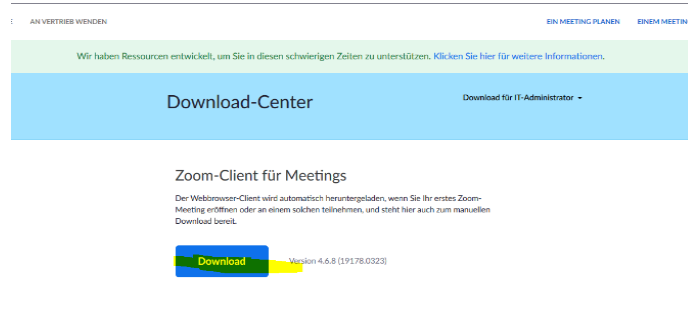 AN VERTRIEB WENDEN
EIN MEETING PLANEN
Wir haben Ressourcen entwickelt, um Sie in diesen schwierigen Zeiten zu unterstützen. Klicken Sie hier für weitere Informationen.
Download-Center
Download für IT-Administrator
Zoom-Client für Meetings
Der Webbrowser-Client wird automatisch heruntergeladen, wenn Sie Ihr erstes Zoom-
Meeting eröffnen oder an einem solchen teilnehmen, und steht hier auch zum manuellen
Download bereit.
Download
Version 4.6.8 (19178.0323)